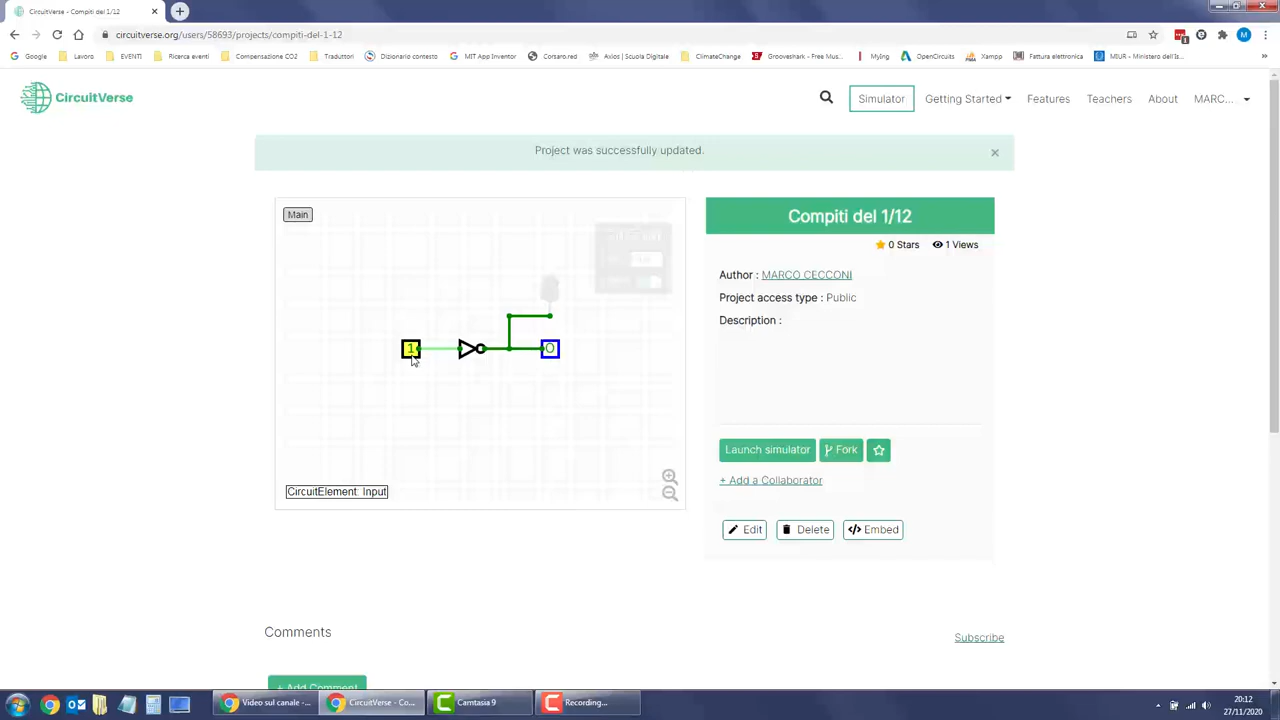 CircuitVerse - Compiti del 1/12
circuitverse.org/users/58693/projects/compiti-del-1-12
M
Google
Lavoro
EVENTI
Ricerca eventi
Compensazione CO2
Traduttori
Dizionario contesto
MIT App Inventor
Corsaro.red
Axios | Scuola Digitale
ClimateChange
Grooveshark - Free Mus...
MyIng
OpenCircuits
Xampp
Fattura elettronica
MIUR - Ministero dell'Is...
CircuitVerse
Simulator
Getting Started
Features
Teachers
About
MARC...
Project was successfully updated.
Main
1
0
CircuitElement: Input
Compiti del 1/12
0 Stars
1 Views
Author : MARCO CECCONI
Project access type : Public
Description :
Launch simulator
Fork
+ Add a Collaborator
Edit
Delete
Embed
Comments
Subscribe
+ Add Comment
Video sul canale -...
CircuitVerse - Co...
Camtasia 9
Recording...
20:12
27/11/2020